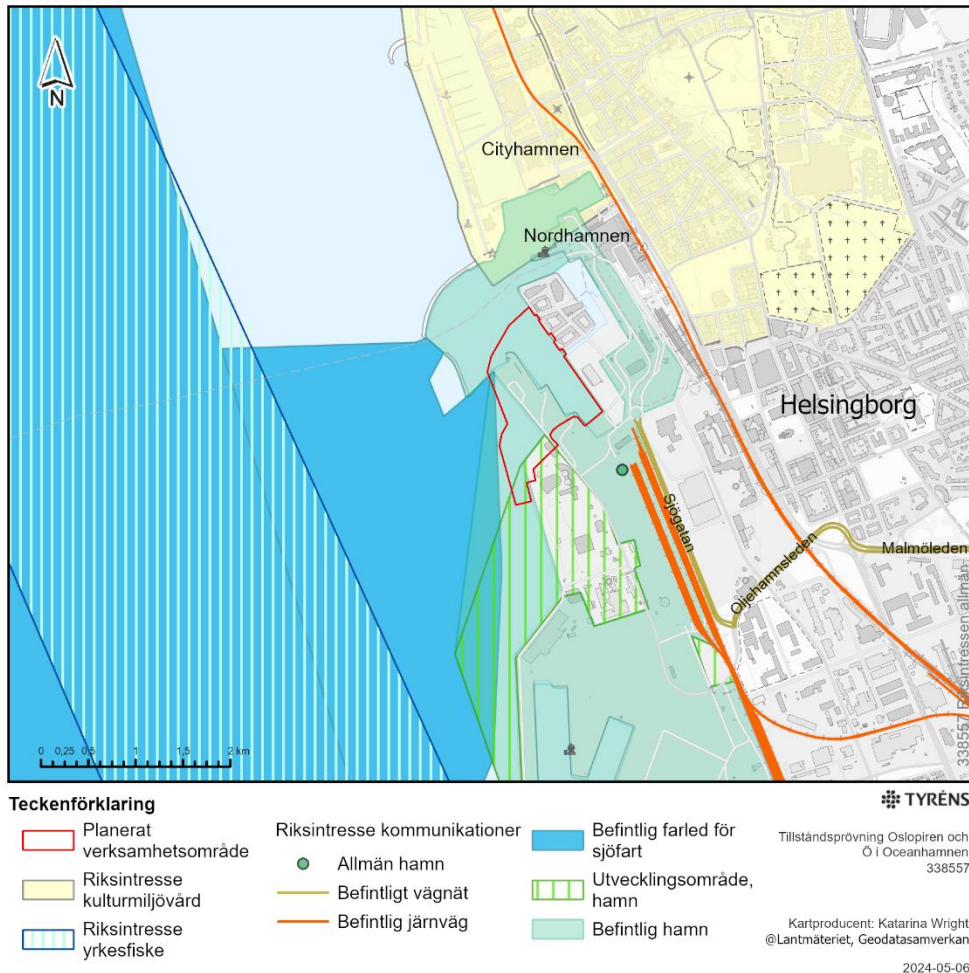 N
Cityhamnen
Nordhamnen
Helsingborg
Sjögatan
Oljehamnsleden
Malmöleden
0 0,25 0,5 1 1,5 2 km
338557 Riksintressen allmän
Teckenförklaring
Planerat
verksamhetsområde
Riksintresse
kulturmiljövård
Riksintresse
yrkesfiske
Riksintresse kommunikationer
Allmän hamn
Befintligt vägnät
Befintlig järnväg
Befintlig farled för
sjöfart
Utvecklingsområde,
hamn
Befintlig hamn
TYRÉNS
Tillståndsprövning Oslopiren och
Ö i Oceanhamnen
338557
Kartproducent: Katarina Wright
@Lantmäteriet, Geodatasamverkan
2024-05-06